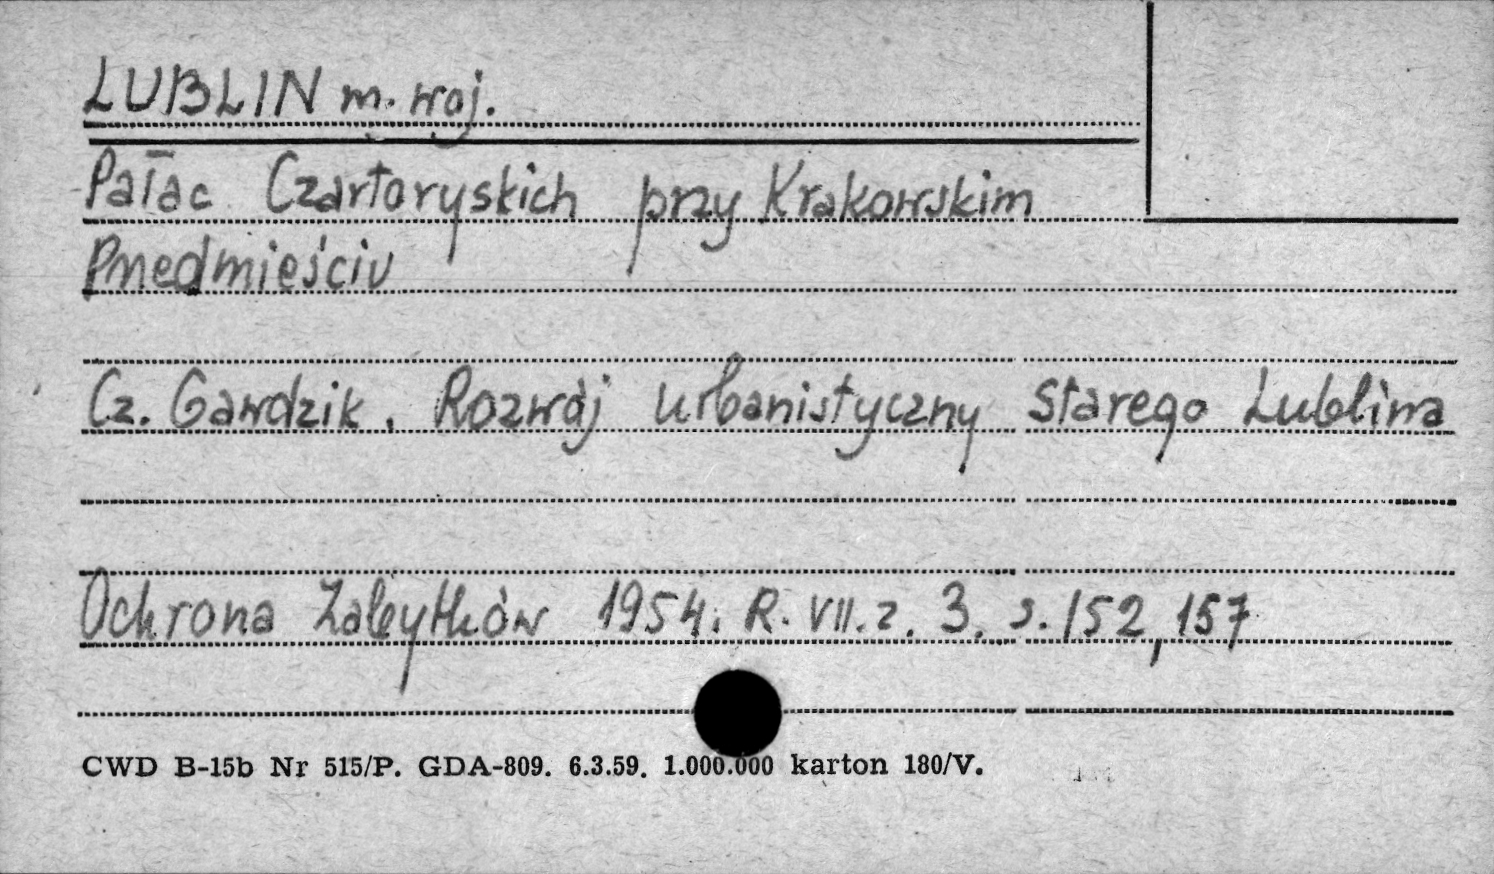 LUBLIN m. woj.
Pałac Czartoryskich przy Krakowskim
Przedmieściu
Cz. Gawdzik. Rozwój urbanistyczny starego Lublina
Ochrona Zabytków 1954. R. VII. z. 3. s. 152, 157
CWD B-15b Nr 515/P. GDA-809. 6.3.59. 1.000.000 karton 180/V.